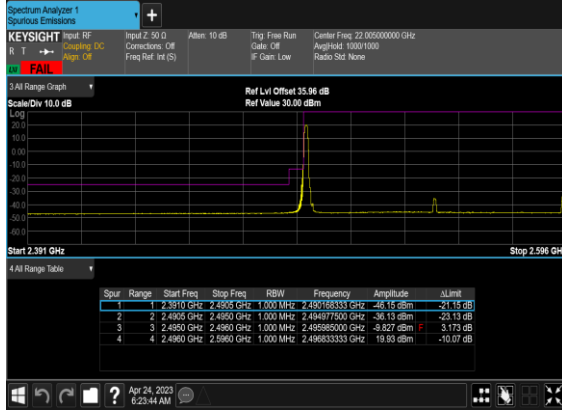 Spectrum Analyzer 1
Spurious Emissions
KEYSIGHT
R T
FAIL
Input: RF
Coupling: DC
Align: Off
Input Z: 50 Ω
Corrections: Off
Freq Ref: Int (S)
Atten: 10 dB
Trig: Free Run
Gate: Off
IF Gain: Low
Center Freq: 22.005000000 GHz
Avg|Hold: 1000/1000
Radio Std: None
3 All Range Graph
Scale/Div 10.0 dB
Ref Lvl Offset 35.96 dB
Ref Value 30.00 dBm
Log
20.0
10.0
0.00
-10.0
-20.0
-30.0
-40.0
-50.0
-60.0
Start 2.391 GHz
Stop 2.596 GH
4 All Range Table
Spur Range Start Freq Stop Freq RBW Frequency Amplitude ΔLimit
1 1 2.3910 GHz 2.4905 GHz 1.000 MHz 2.490168333 GHz -46.15 dBm -21.15 dB
2 2 2.4905 GHz 2.4950 GHz 1.000 MHz 2.494977500 GHz -36.13 dBm -23.13 dB
3 3 2.4950 GHz 2.4960 GHz 1.000 MHz 2.495985000 GHz -9.827 dBm F 3.173 dB
4 4 2.4960 GHz 2.5960 GHz 1.000 MHz 2.496833333 GHz 19.93 dBm -10.07 dB
Apr 24, 2023
6:23:44 AM